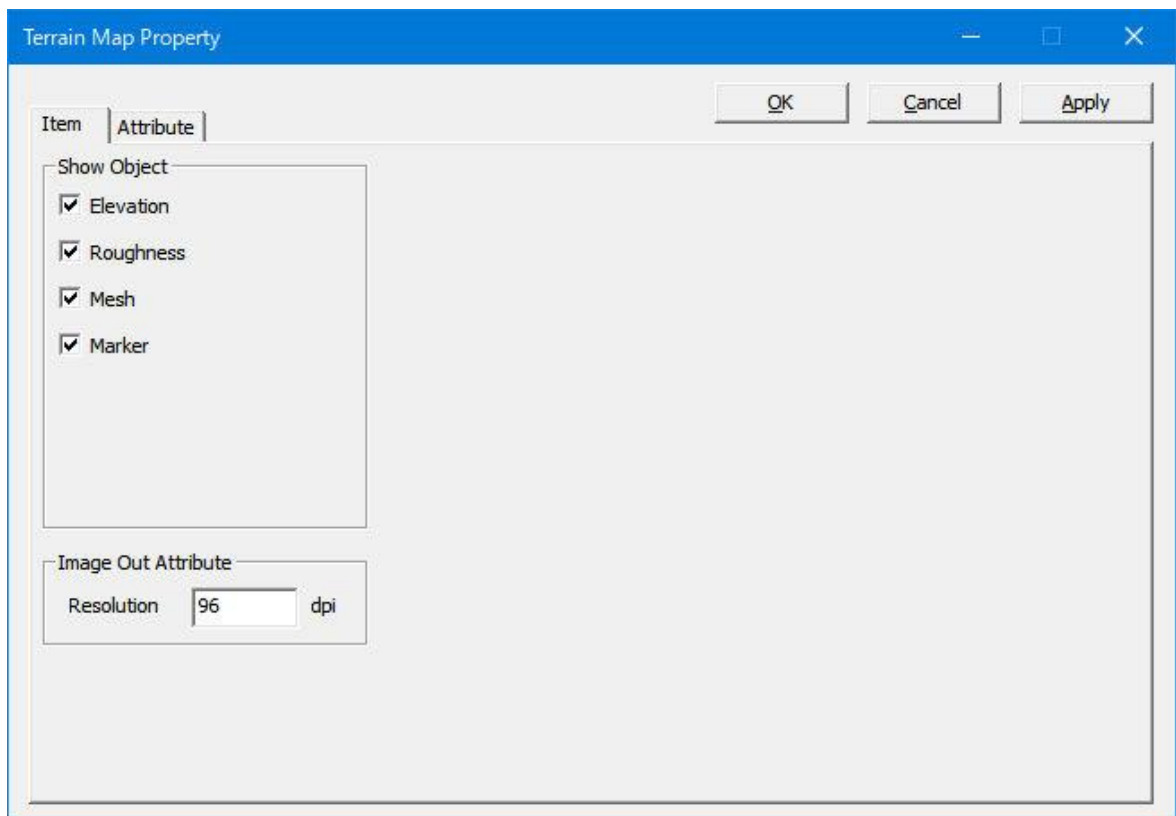 Terrain Map Property
OK Cancel Apply
Item Attribute
Show Object
Elevation
Roughness
Mesh
Marker
Image Out Attribute
Resolution 96 dpi